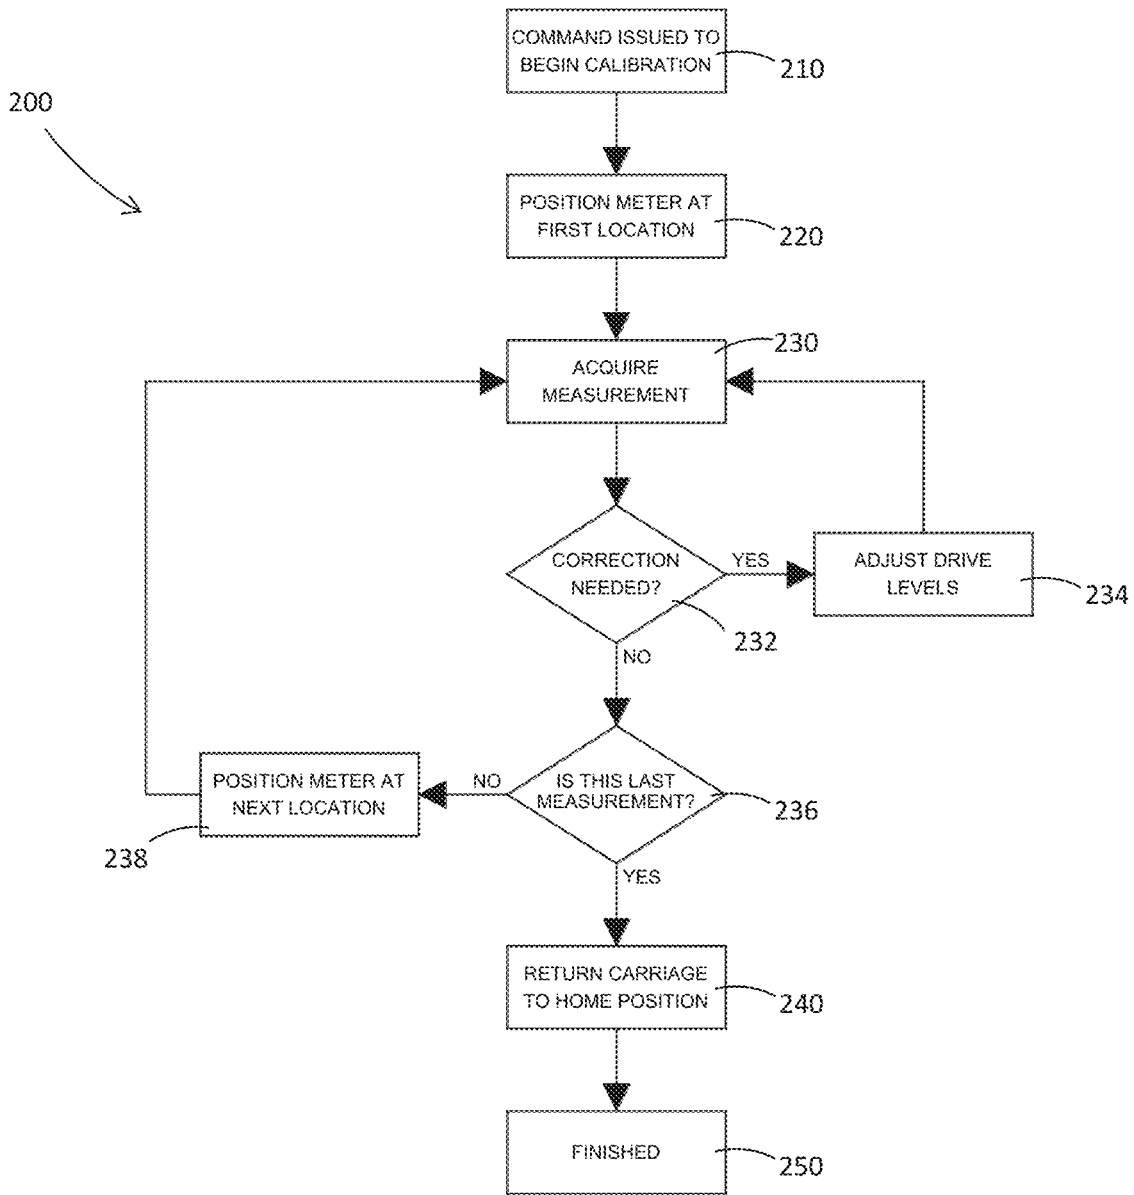 COMMAND ISSUED TO
BEGIN CALIBRATION
210
200
POSITION METER AT
FIRST LOCATION
220
230
ACQUIRE
MEASUREMENT
CORRECTION
NEEDED?
YES
ADJUST DRIVE
LEVELS
234
232
NO
POSITION METER AT
NEXT LOCATION
238
NO
IS THIS LAST
MEASUREMENT?
236
YES
RETURN CARRIAGE
TO HOME POSITION
240
FINISHED
250